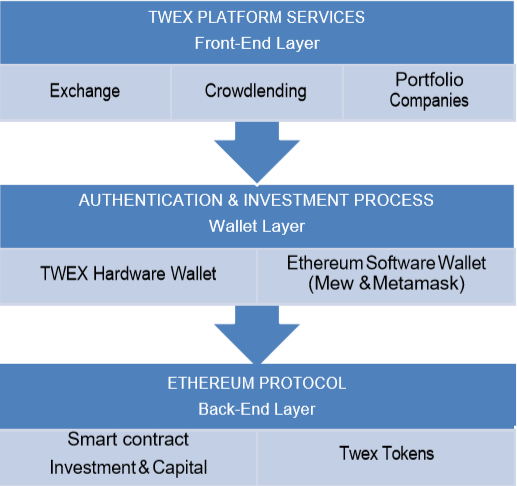 TWEX PLATFORM SERVICES
Front-End Layer
Exchange
Crowdlending
Portfolio
Companies
AUTHENTICATION & INVESTMENT PROCESS
Wallet Layer
TWEX Hardware Wallet
Ethereum Software Wallet
(Mew & Metamask)
ETHEREUM PROTOCOL
Back-End Layer
Smart contract
Investment & Capital
Twex Tokens